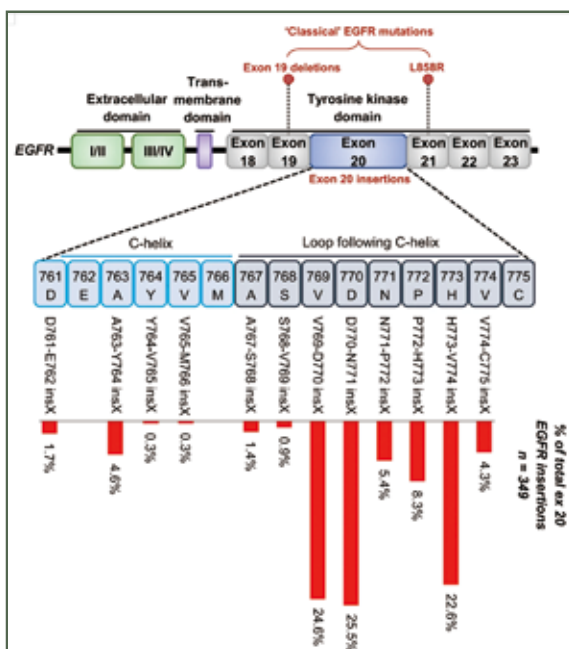 'Classical' EGFR mutations
Exon 19 deletions
L858R
Extracellular
domain
Trans-
membrane
domain
Tyrosine kinase
domain
EGFR
I/II
III/IV
Exon
18
Exon
19
Exon
20
Exon
21
Exon
22
Exon
23
Exon 20 insertions
C-helix
Loop following C-helix
761
D
762
E
763
A
764
Y
765
V
766
M
767
A
768
S
769
V
770
D
771
N
772
P
773
H
774
V
775
C
D761-E762 insX
A763-Y764 insX
Y764-V765 insX
V765-M766 insX
A767-S768 insX
S768-V769 insX
V769-D770 insX
D770-N771 insX
N771-P772 insX
P772-H773 insX
H773-V774 insX
V774-C775 insX
1.7%
4.6%
0.3%
0.3%
1.4%
0.9%
24.6%
25.5%
5.4%
8.3%
22.6%
4.3%
% of total ex 20
EGFR insertions
n = 349